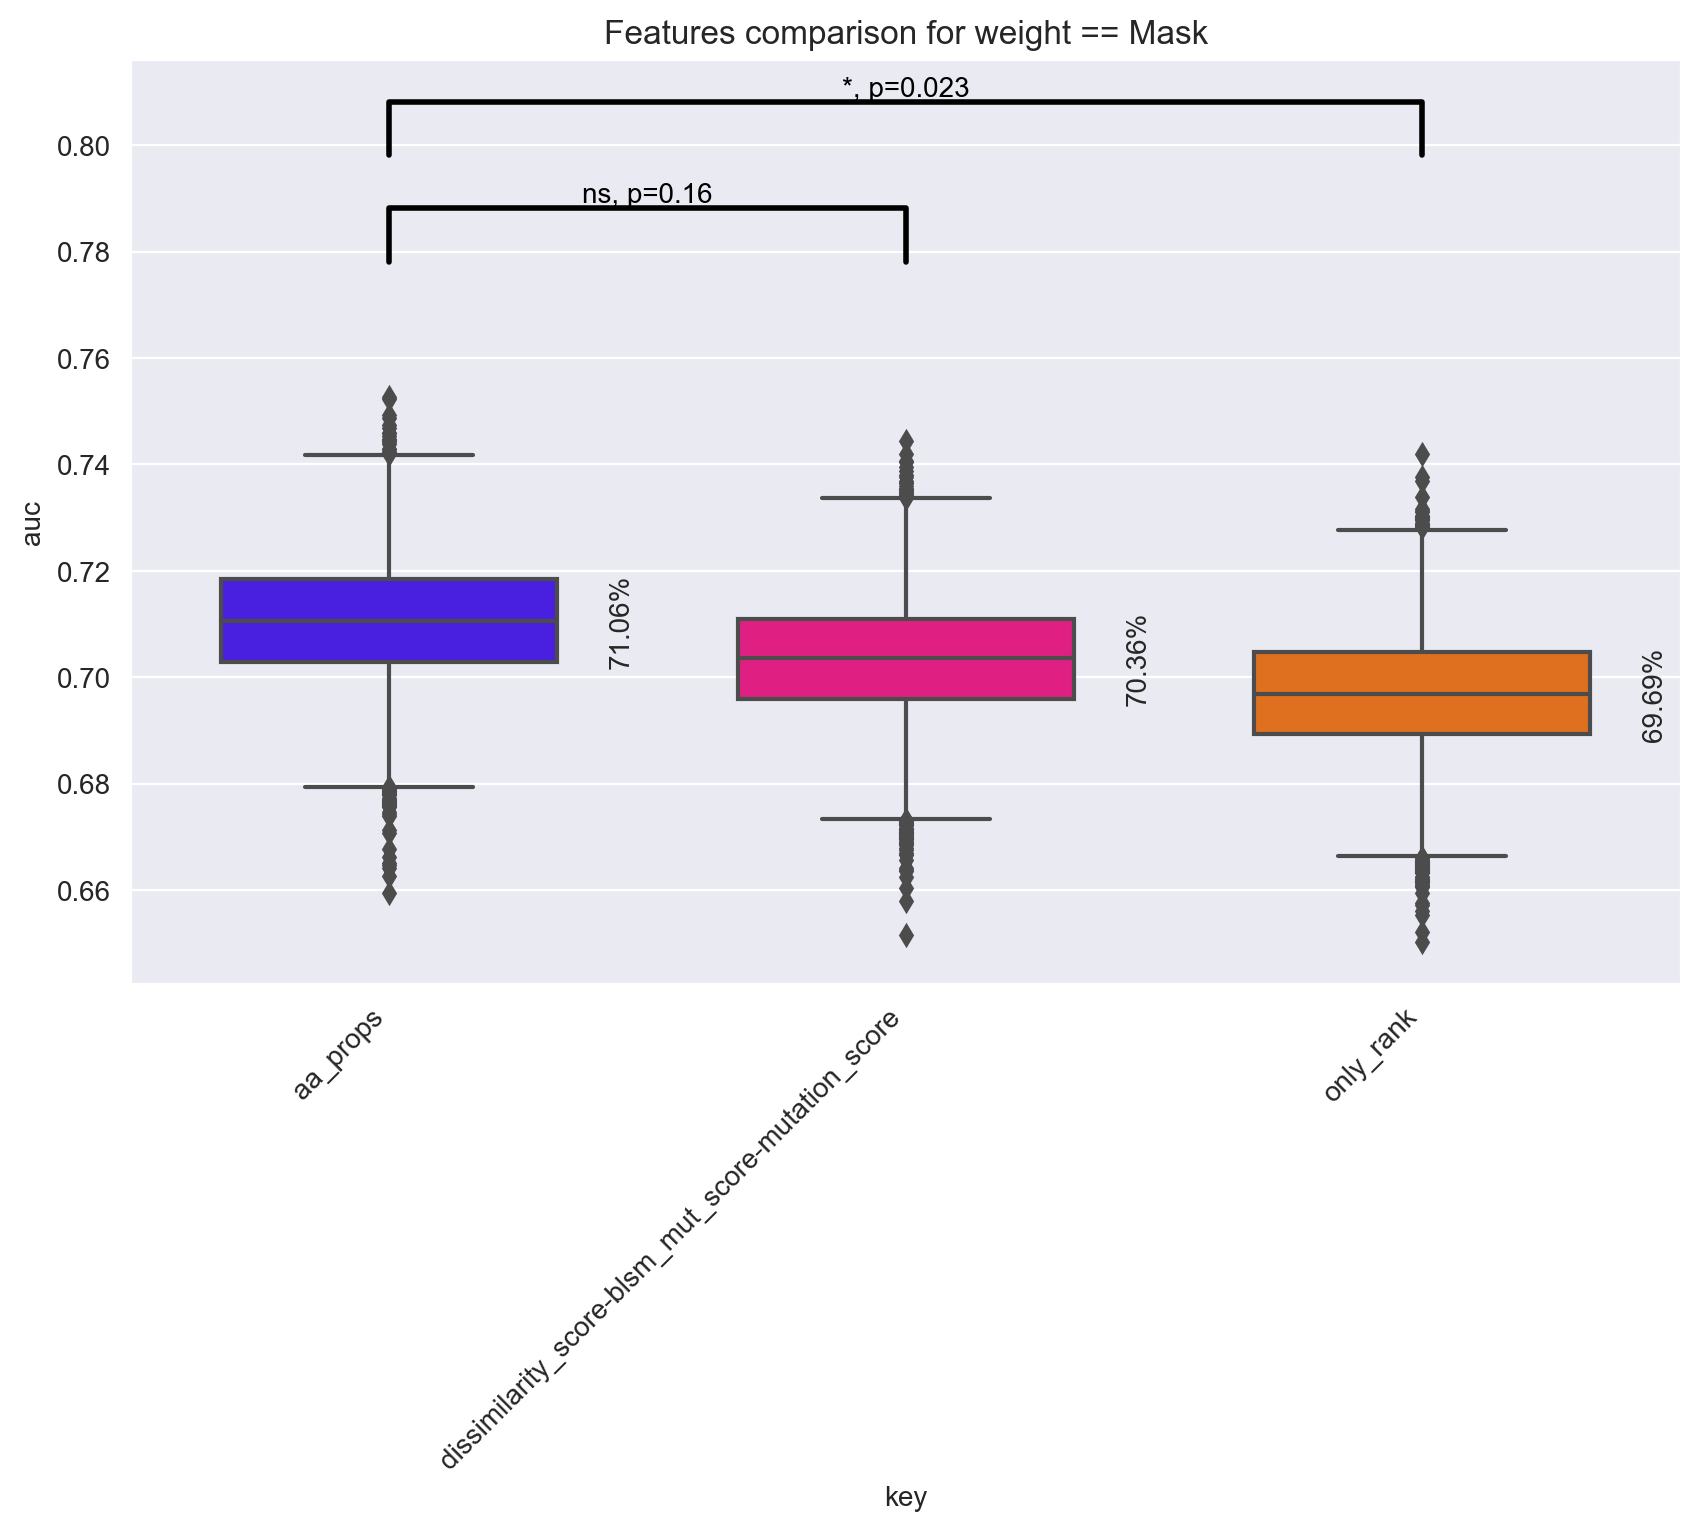 Features comparison for weight == Mask
*, p=0.023
0.80
ns, p=0.16
0.78
0.76
0.74
auc
0.72
71.06%
70.36%
0.70
69.69%
0.68
0.66
aa_props
dissimilarity_score-blsm_mut_score-mutation_score
only_rank
key